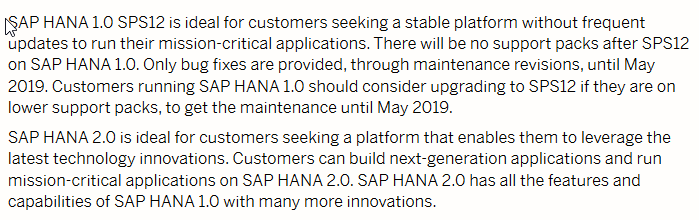 SAP HANA 1.0 SPS12 is ideal for customers seeking a stable platform without frequent
updates to run their mission-critical applications. There will be no support packs after SPS12
on SAP HANA 1.0. Only bug fixes are provided, through maintenance revisions, until May
2019. Customers running SAP HANA 1.0 should consider upgrading to SPS12 if they are on
lower support packs, to get the maintenance until May 2019.
SAP HANA 2.0 is ideal for customers seeking a platform that enables them to leverage the
latest technology innovations. Customers can build next-generation applications and run
mission-critical applications on SAP HANA 2.0. SAP HANA 2.0 has all the features and
capabilities of SAP HANA 1.0 with many more innovations.